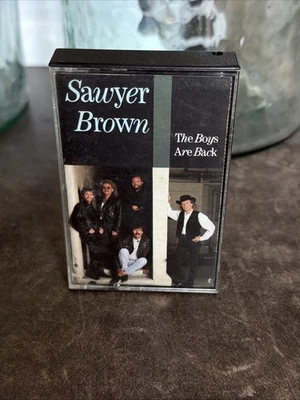 Sawyer
Brown
The Boys
Are Back